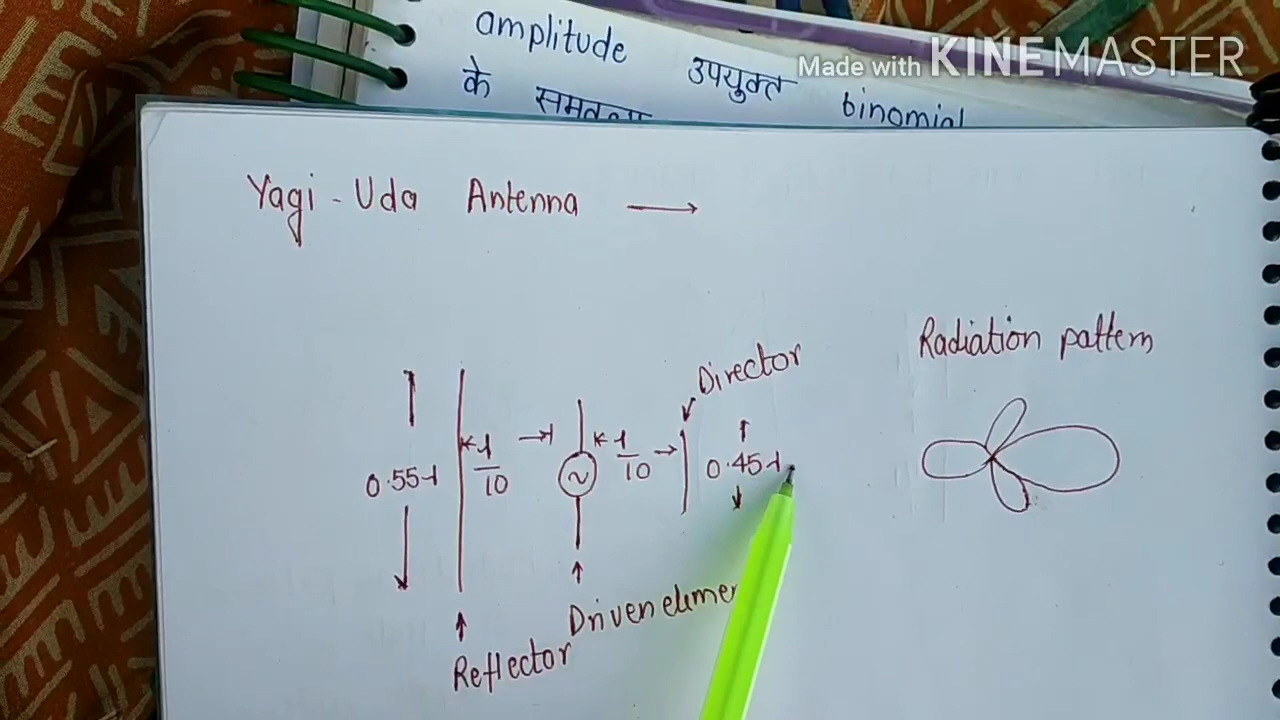 amplitude
उपयुक्त
binomial
के
Made with KINEMASTER
Yagi - Uda Antenna →
Radiation pattern
Director
0.55λ
λ/10
λ/10
0.45λ
Driven elemen
Reflector